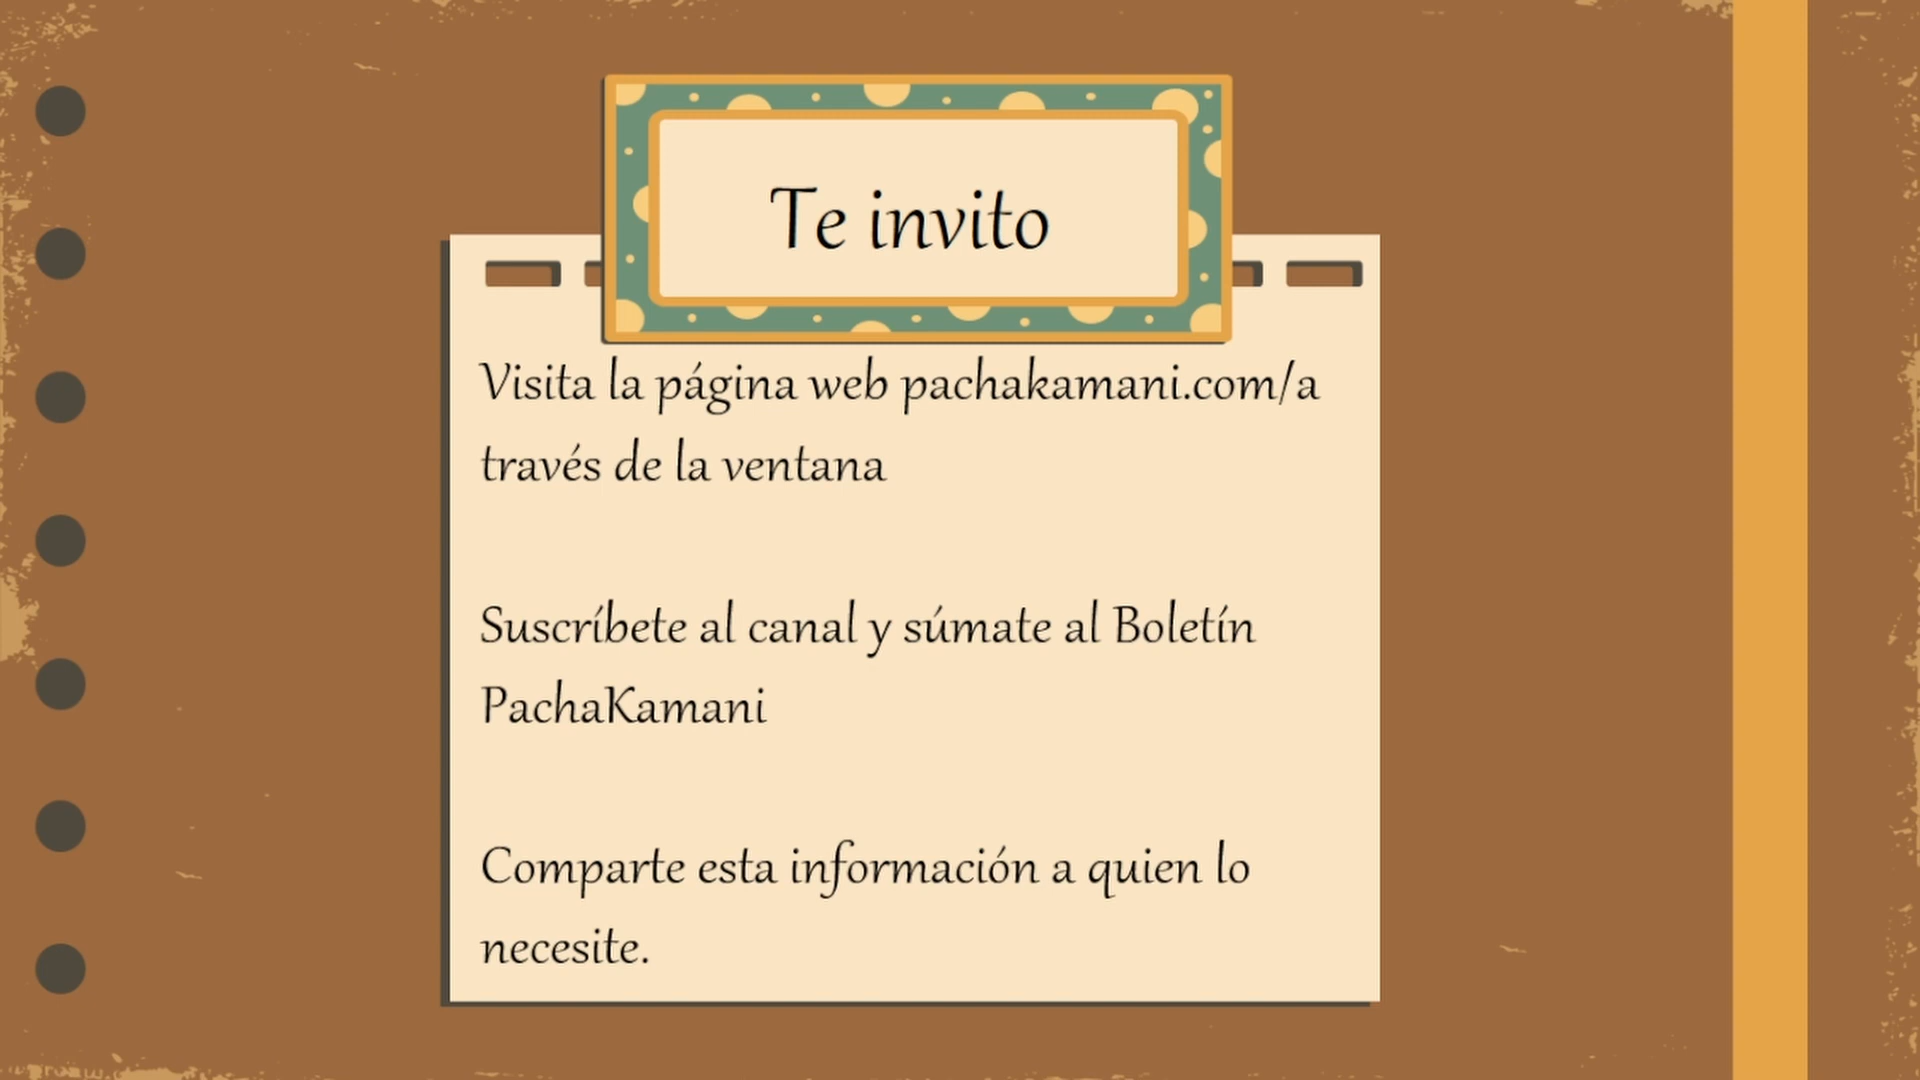 Te invito
Visita la página web pachakamani.com/a
través de la ventana
Suscríbete al canal y súmate al Boletín
PachaKamani
Comparte esta información a quien lo
necesite.